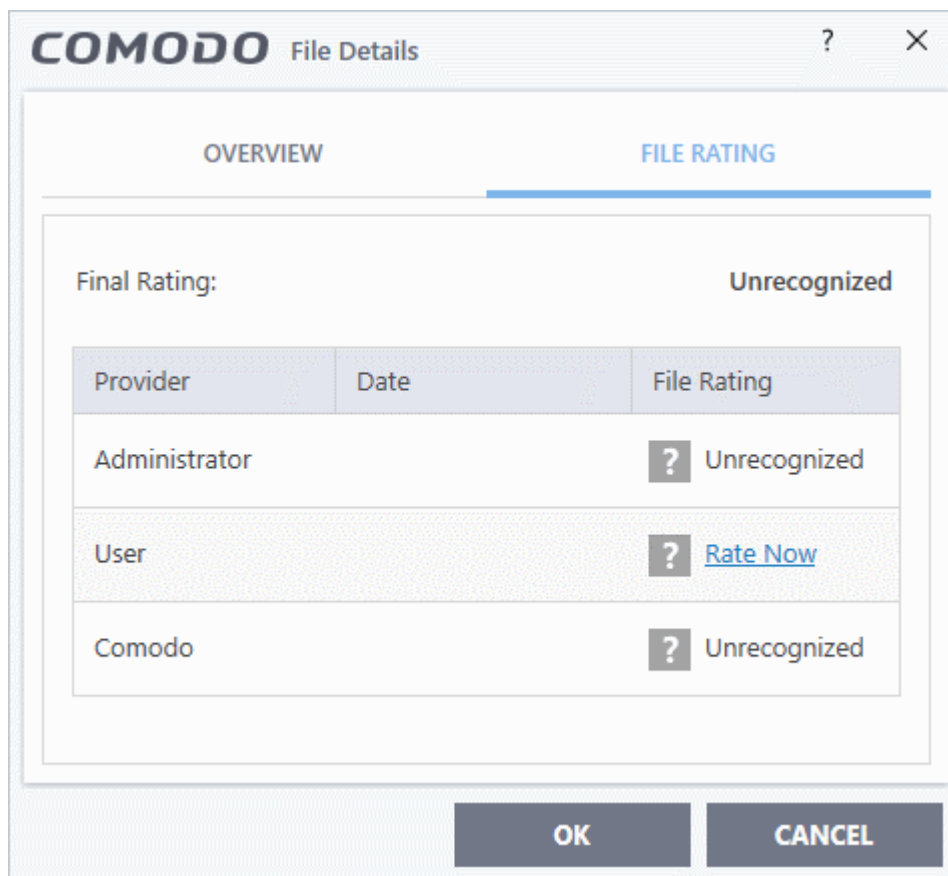 COMODO File Details ? ×
OVERVIEW FILE RATING
Final Rating: Unrecognized
Provider Date File Rating
Administrator ? Unrecognized
User ? Rate Now
Comodo ? Unrecognized
OK CANCEL